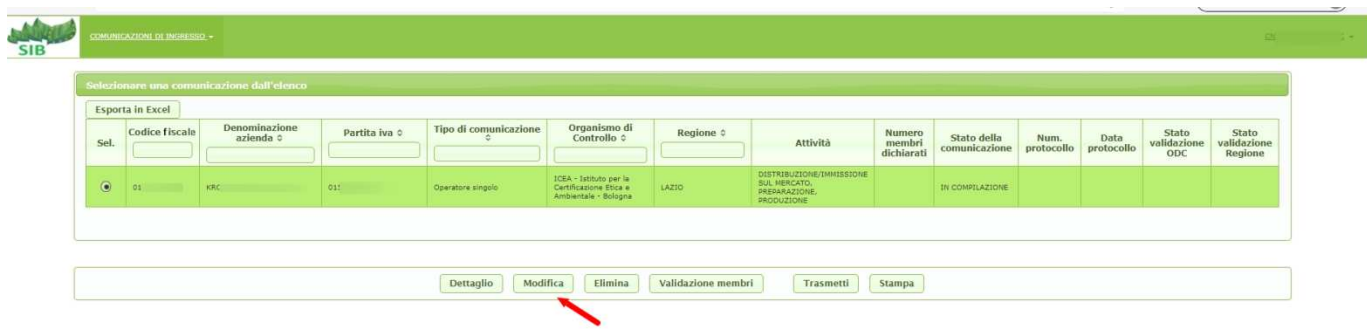 SIB
COMUNICAZIONI DI INGRESSO
Selezionare una comunicazione dall'elenco
Esporta in Excel
Sel.
Codice fiscale
Denominazione
azienda
Partita iva
Tipo di comunicazione
Organismo di
Controllo
Regione
Attività
Numero
membri
dichiarati
Stato della
comunicazione
Num.
protocollo
Data
protocollo
Stato
validazione
ODC
Stato
validazione
Regione
01
KRC
Operatore singolo
ICEA - Istituto per la
Certificazione Etica e
Ambientale - Bologna
LAZIO
DISTRIBUZIONE/IMMISSIONE
SUL MERCATO,
PREPARAZIONE,
PRODUZIONE
IN COMPILAZIONE
Dettaglio Modifica Elimina Validazione membri Trasmetti Stampa